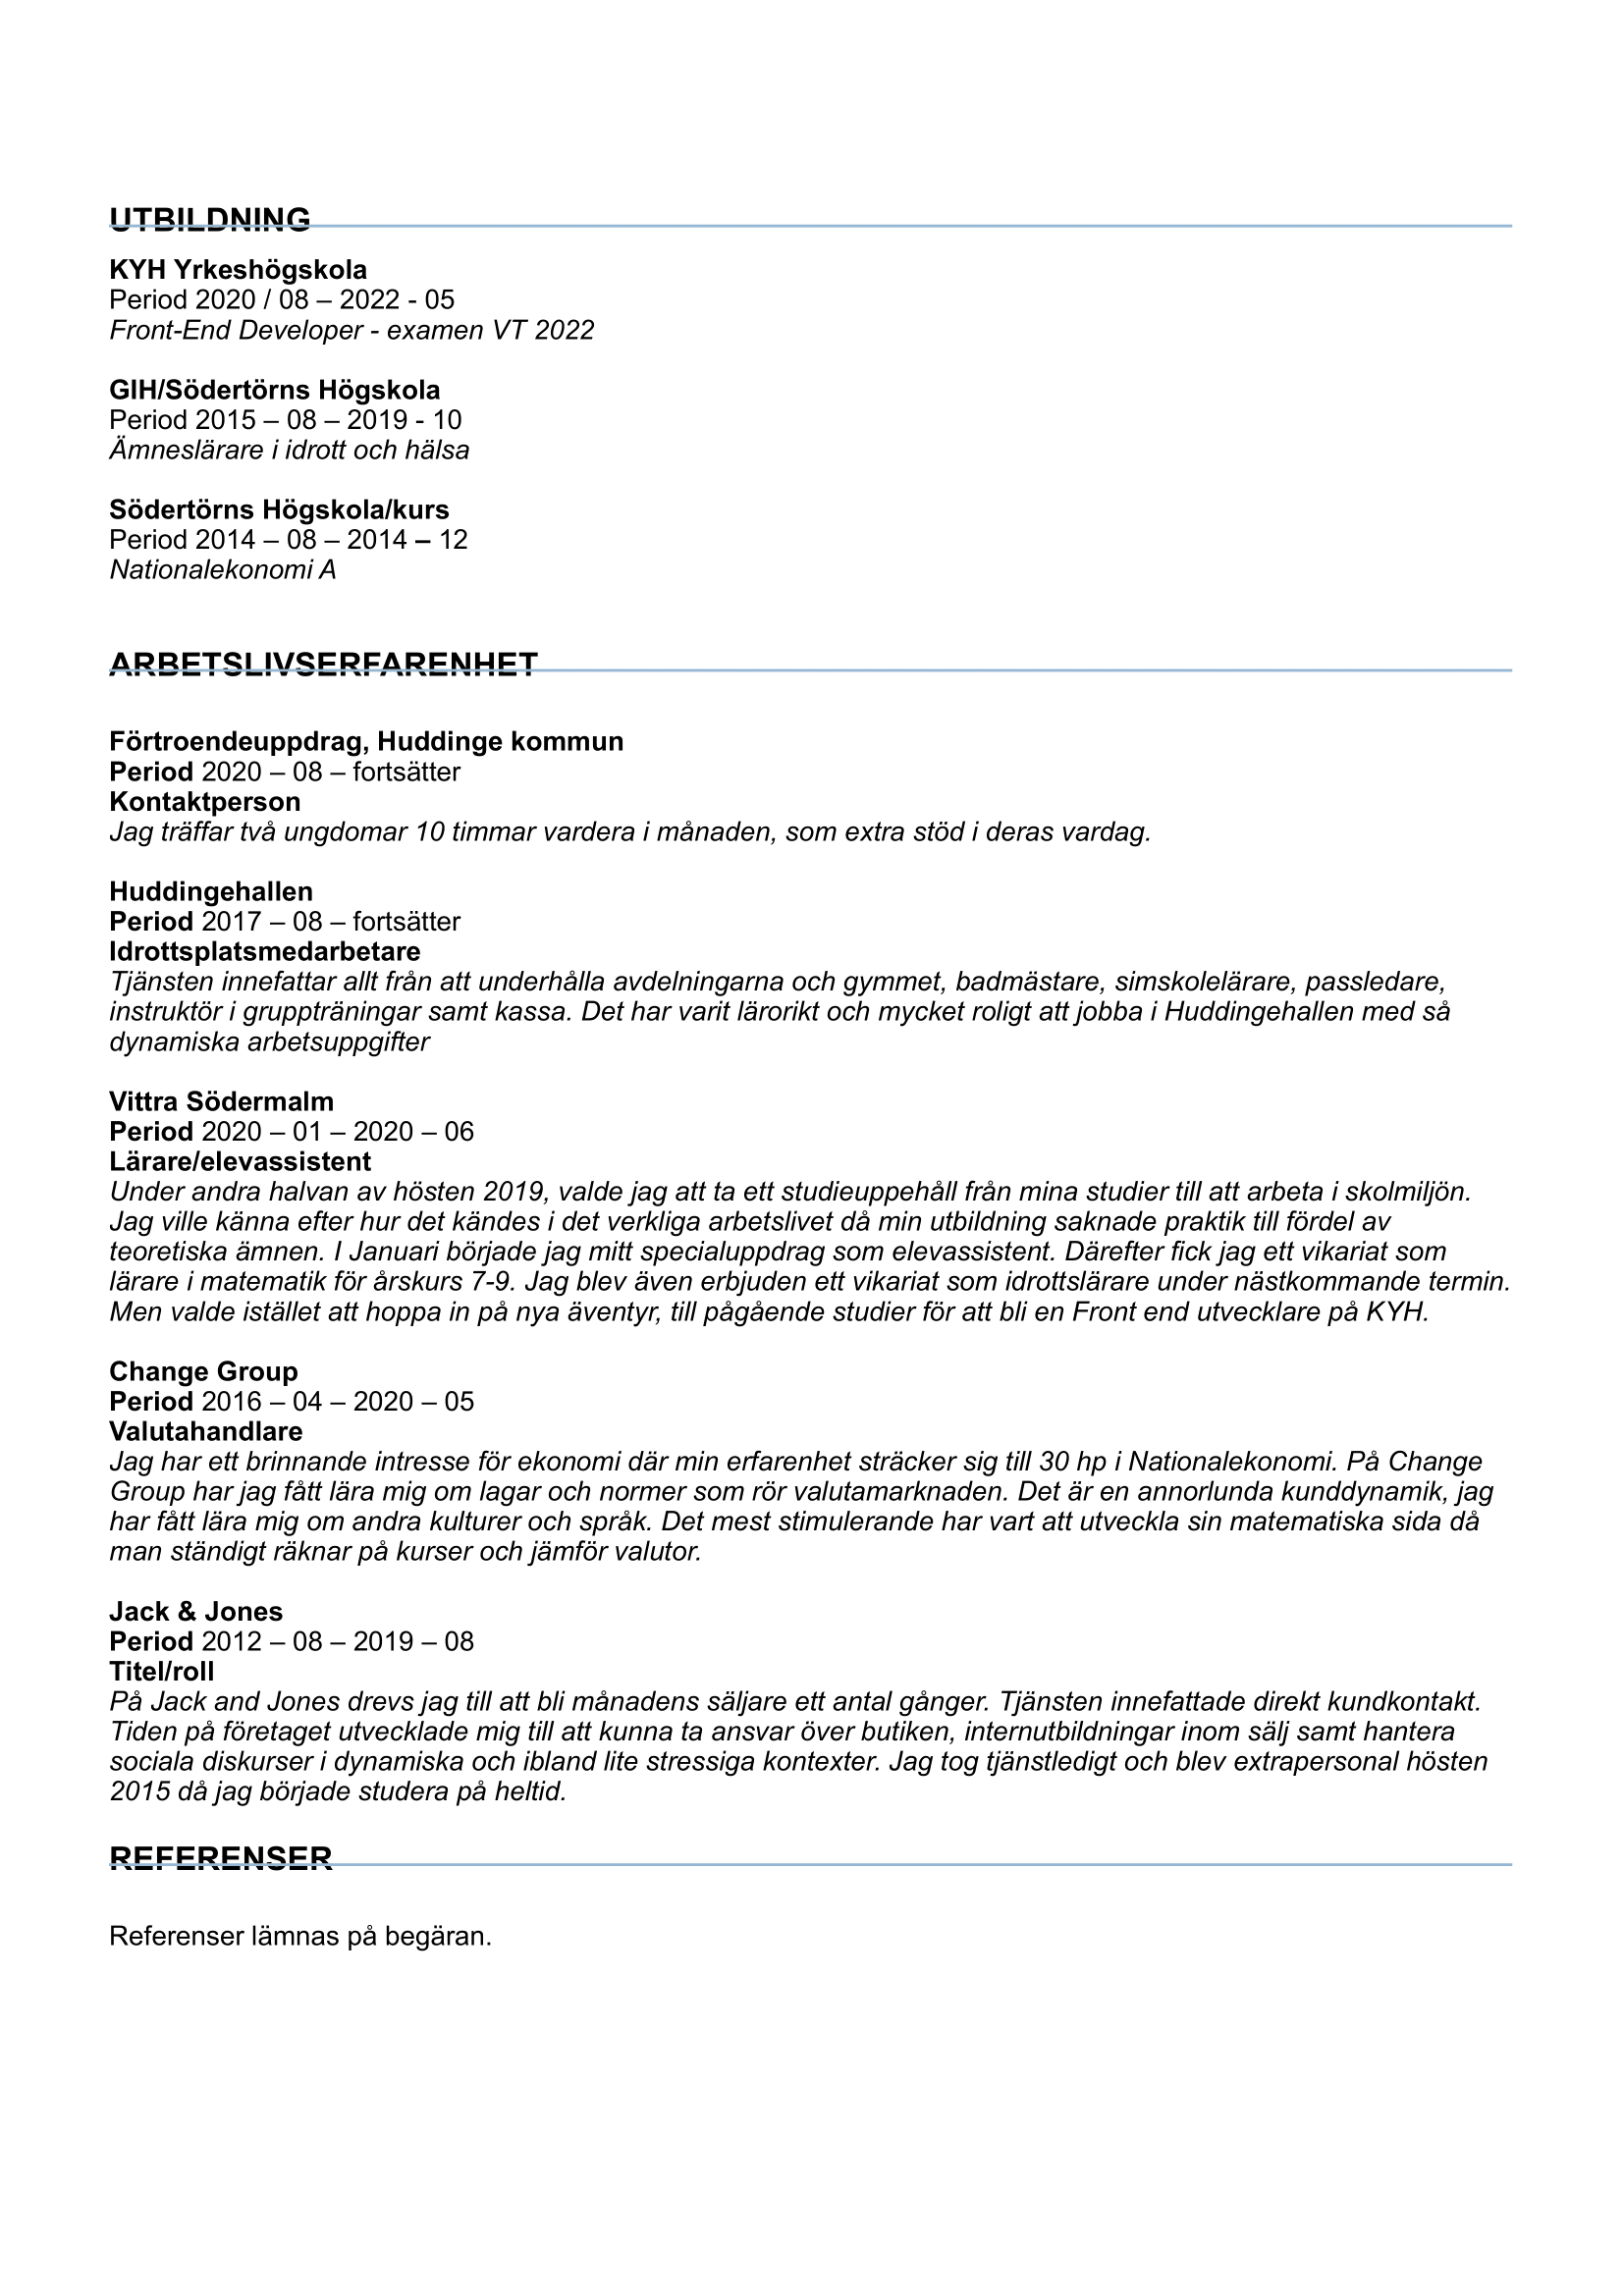 UTBILDNING
KYH Yrkeshögskola
Period 2020 / 08 – 2022 - 05
Front-End Developer - examen VT 2022
GIH/Södertörns Högskola
Period 2015 – 08 – 2019 - 10
Ämneslärare i idrott och hälsa
Södertörns Högskola/kurs
Period 2014 – 08 – 2014 – 12
Nationalekonomi A
ARBETSLIVSERFARENHET
Förtroendeuppdrag, Huddinge kommun
Period 2020 – 08 – fortsätter
Kontaktperson
Jag träffar två ungdomar 10 timmar vardera i månaden, som extra stöd i deras vardag.
Huddingehallen
Period 2017 – 08 – fortsätter
Idrottsplatsmedarbetare
Tjänsten innefattar allt från att underhålla avdelningarna och gymmet, badmästare, simskolelärare, passledare,
instruktör i gruppträningar samt kassa. Det har varit lärorikt och mycket roligt att jobba i Huddingehallen med så
dynamiska arbetsuppgifter
Vittra Södermalm
Period 2020 – 01 – 2020 – 06
Lärare/elevassistent
Under andra halvan av hösten 2019, valde jag att ta ett studieuppehåll från mina studier till att arbeta i skolmiljön.
Jag ville känna efter hur det kändes i det verkliga arbetslivet då min utbildning saknade praktik till fördel av
teoretiska ämnen. I Januari började jag mitt specialuppdrag som elevassistent. Därefter fick jag ett vikariat som
lärare i matematik för årskurs 7-9. Jag blev även erbjuden ett vikariat som idrottslärare under nästkommande termin.
Men valde istället att hoppa in på nya äventyr, till pågående studier för att bli en Front end utvecklare på KYH.
Change Group
Period 2016 – 04 – 2020 – 05
Valutahandlare
Jag har ett brinnande intresse för ekonomi där min erfarenhet sträcker sig till 30 hp i Nationalekonomi. På Change
Group har jag fått lära mig om lagar och normer som rör valutamarknaden. Det är en annorlunda kunddynamik, jag
har fått lära mig om andra kulturer och språk. Det mest stimulerande har vart att utveckla sin matematiska sida då
man ständigt räknar på kurser och jämför valutor.
Jack & Jones
Period 2012 – 08 – 2019 – 08
Titel/roll
På Jack and Jones drevs jag till att bli månadens säljare ett antal gånger. Tjänsten innefattade direkt kundkontakt.
Tiden på företaget utvecklade mig till att kunna ta ansvar över butiken, internutbildningar inom sälj samt hantera
sociala diskurser i dynamiska och ibland lite stressiga kontexter. Jag tog tjänstledigt och blev extrapersonal hösten
2015 då jag började studera på heltid.
REFERENSER
Referenser lämnas på begäran.